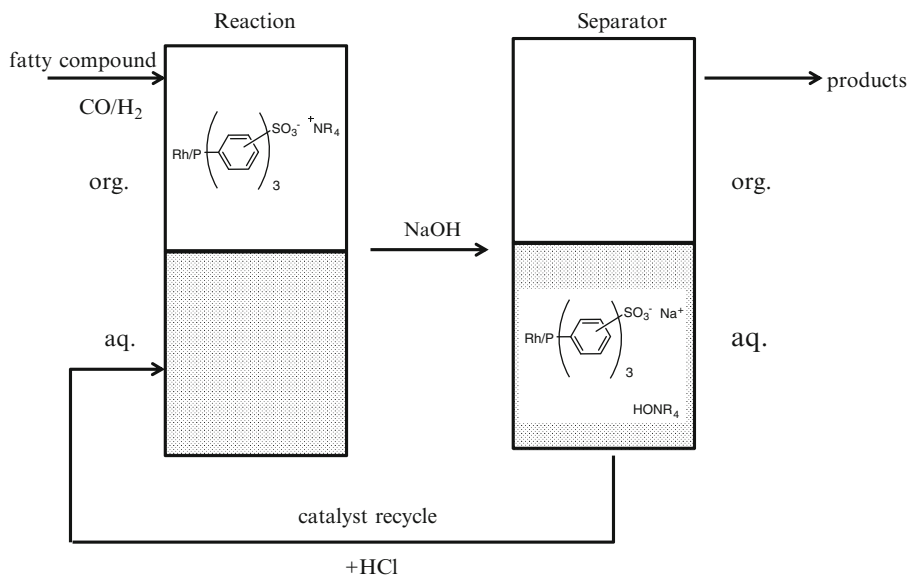 Reaction
Separator
fatty compound
CO/H₂
products
SO₃⁻ ⁺NR₄
Rh/P
3
org.
org.
NaOH
SO₃⁻ Na⁺
Rh/P
3
aq.
aq.
HONR₄
catalyst recycle
+HCl